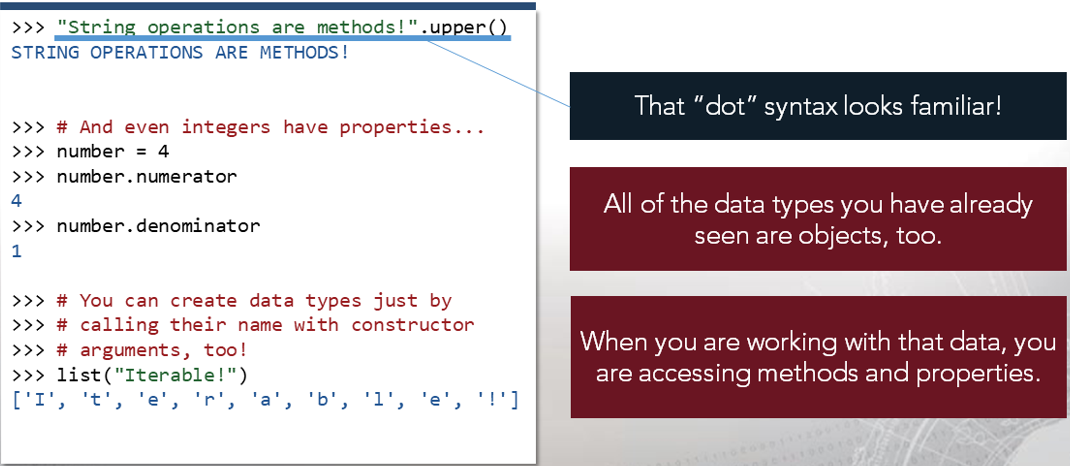 >>> "String operations are methods!".upper()
STRING OPERATIONS ARE METHODS!
>>> # And even integers have properties...
>>> number = 4
>>> number.numerator
4
>>> number.denominator
1
>>> # You can create data types just by
>>> # calling their name with constructor
>>> # arguments, too!
>>> list("Iterable!")
['I', 't', 'e', 'r', 'a', 'b', 'l', 'e', '!']
That “dot” syntax looks familiar!
All of the data types you have already
seen are objects, too.
When you are working with that data, you
are accessing methods and properties.